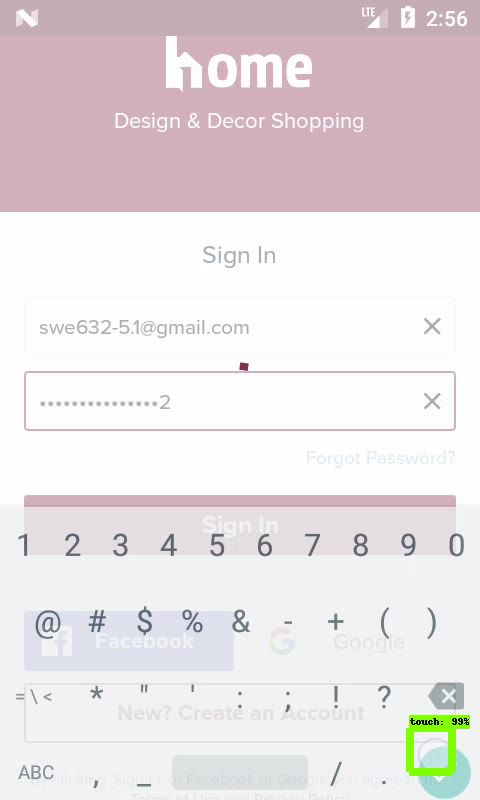 LTE 2:56
home
Design & Decor Shopping
Sign In
swe632-5.1@gmail.com
•••••••••••••••2
Forgot Password?
Sign In
1 2 3 4 5 6 7 8 9 0
@ # $ % & - + ( )
Facebook
Google
= \ < * " ' : ; ! ?
New? Create an Account
touch: 99%
ABC , _ / .
By clicking 'Sign in' or Facebook or Google you agree to the
Terms of Use and Privacy Policy